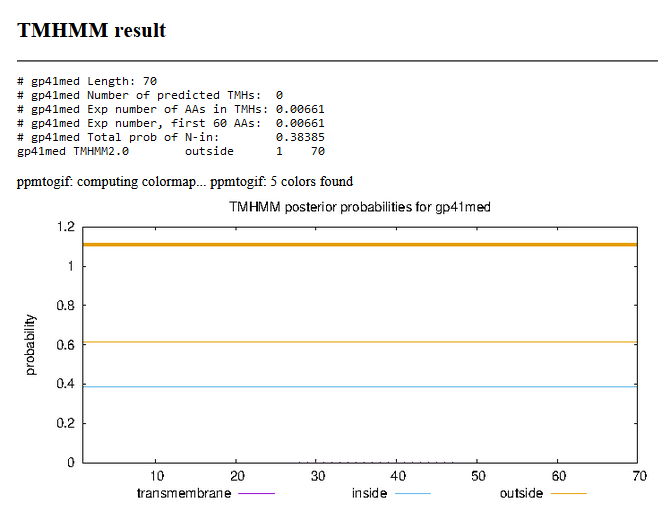 TMHMM result
# gp41med Length: 70
# gp41med Number of predicted TMHs:  0
# gp41med Exp number of AAs in TMHs: 0.00661
# gp41med Exp number, first 60 AAs:  0.00661
# gp41med Total prob of N-in:        0.38385
gp41med TMHMM2.0        outside      1    70
ppmtogif: computing colormap... ppmtogif: 5 colors found
TMHMM posterior probabilities for gp41med
1.2
1
0.8
0.6
0.4
0.2
0
probability
10 20 30 40 50 60 70
transmembrane inside outside